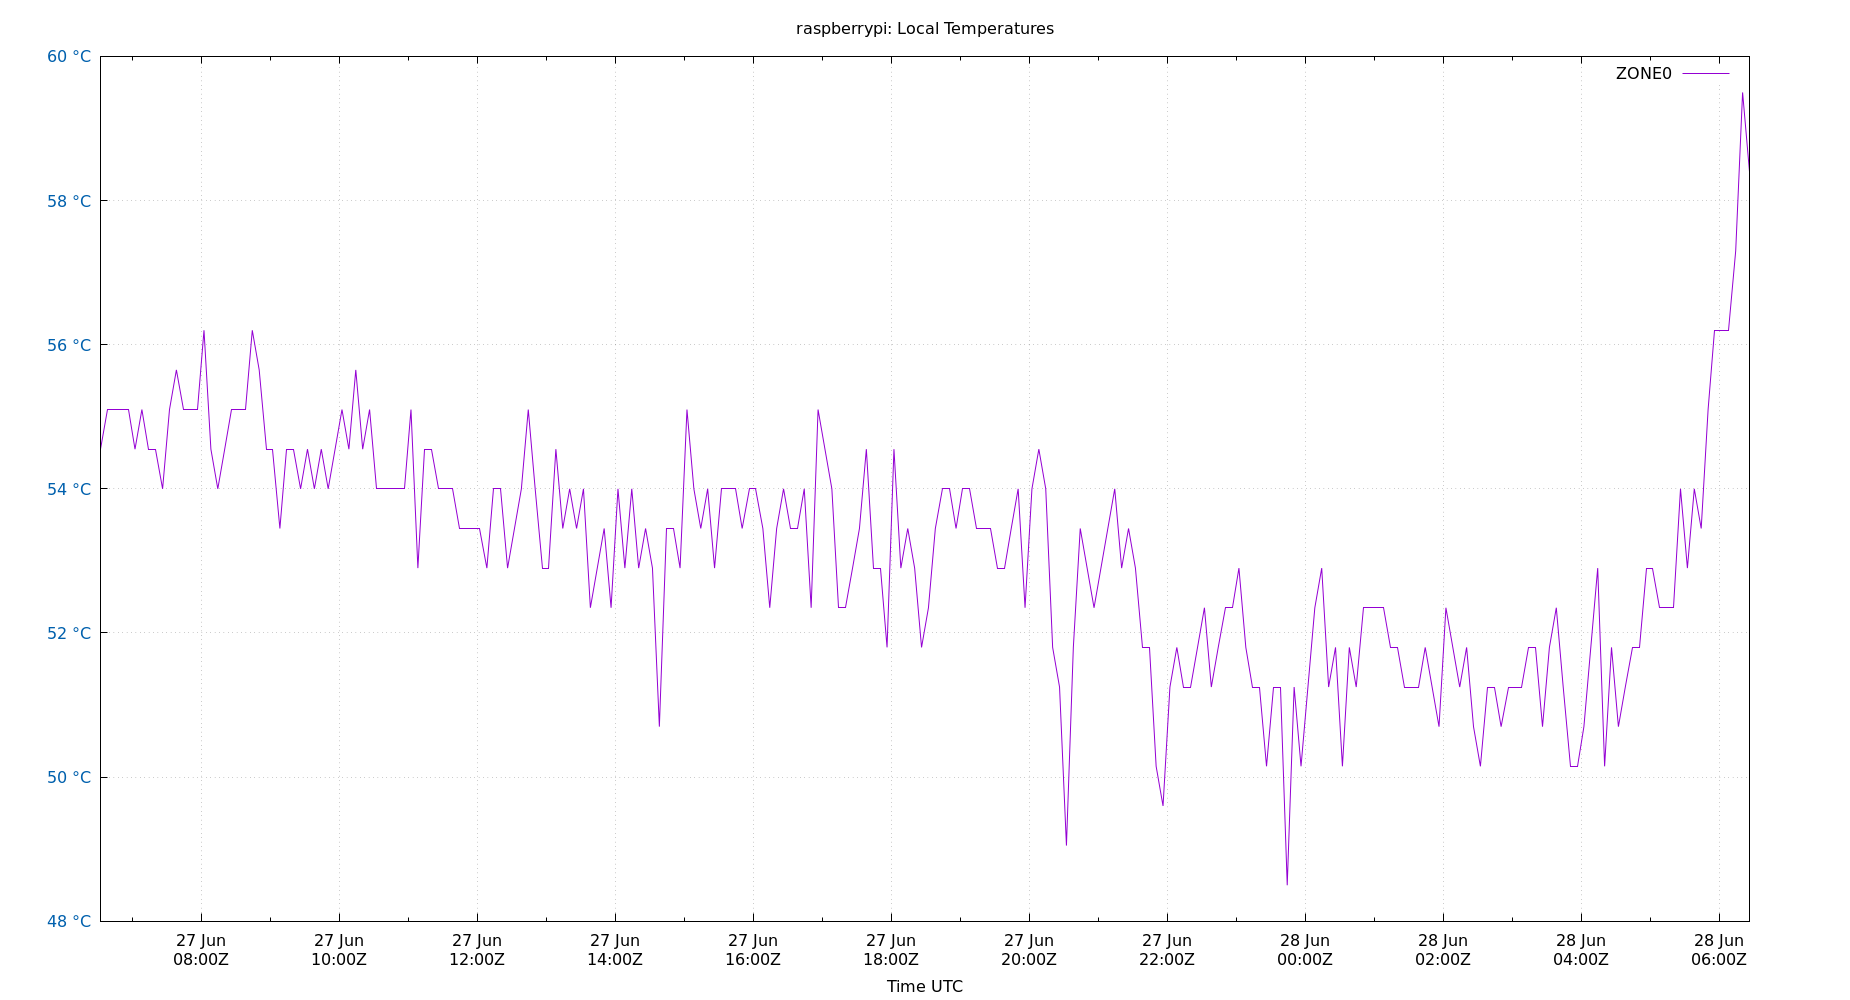 raspberrypi: Local Temperatures
60 °C
ZONE0
58 °C
56 °C
54 °C
52 °C
50 °C
48 °C
27 Jun 27 Jun 27 Jun 27 Jun 27 Jun 27 Jun 27 Jun 27 Jun 28 Jun 28 Jun 28 Jun 28 Jun
08:00Z 10:00Z 12:00Z 14:00Z 16:00Z 18:00Z 20:00Z 22:00Z 00:00Z 02:00Z 04:00Z 06:00Z
Time UTC